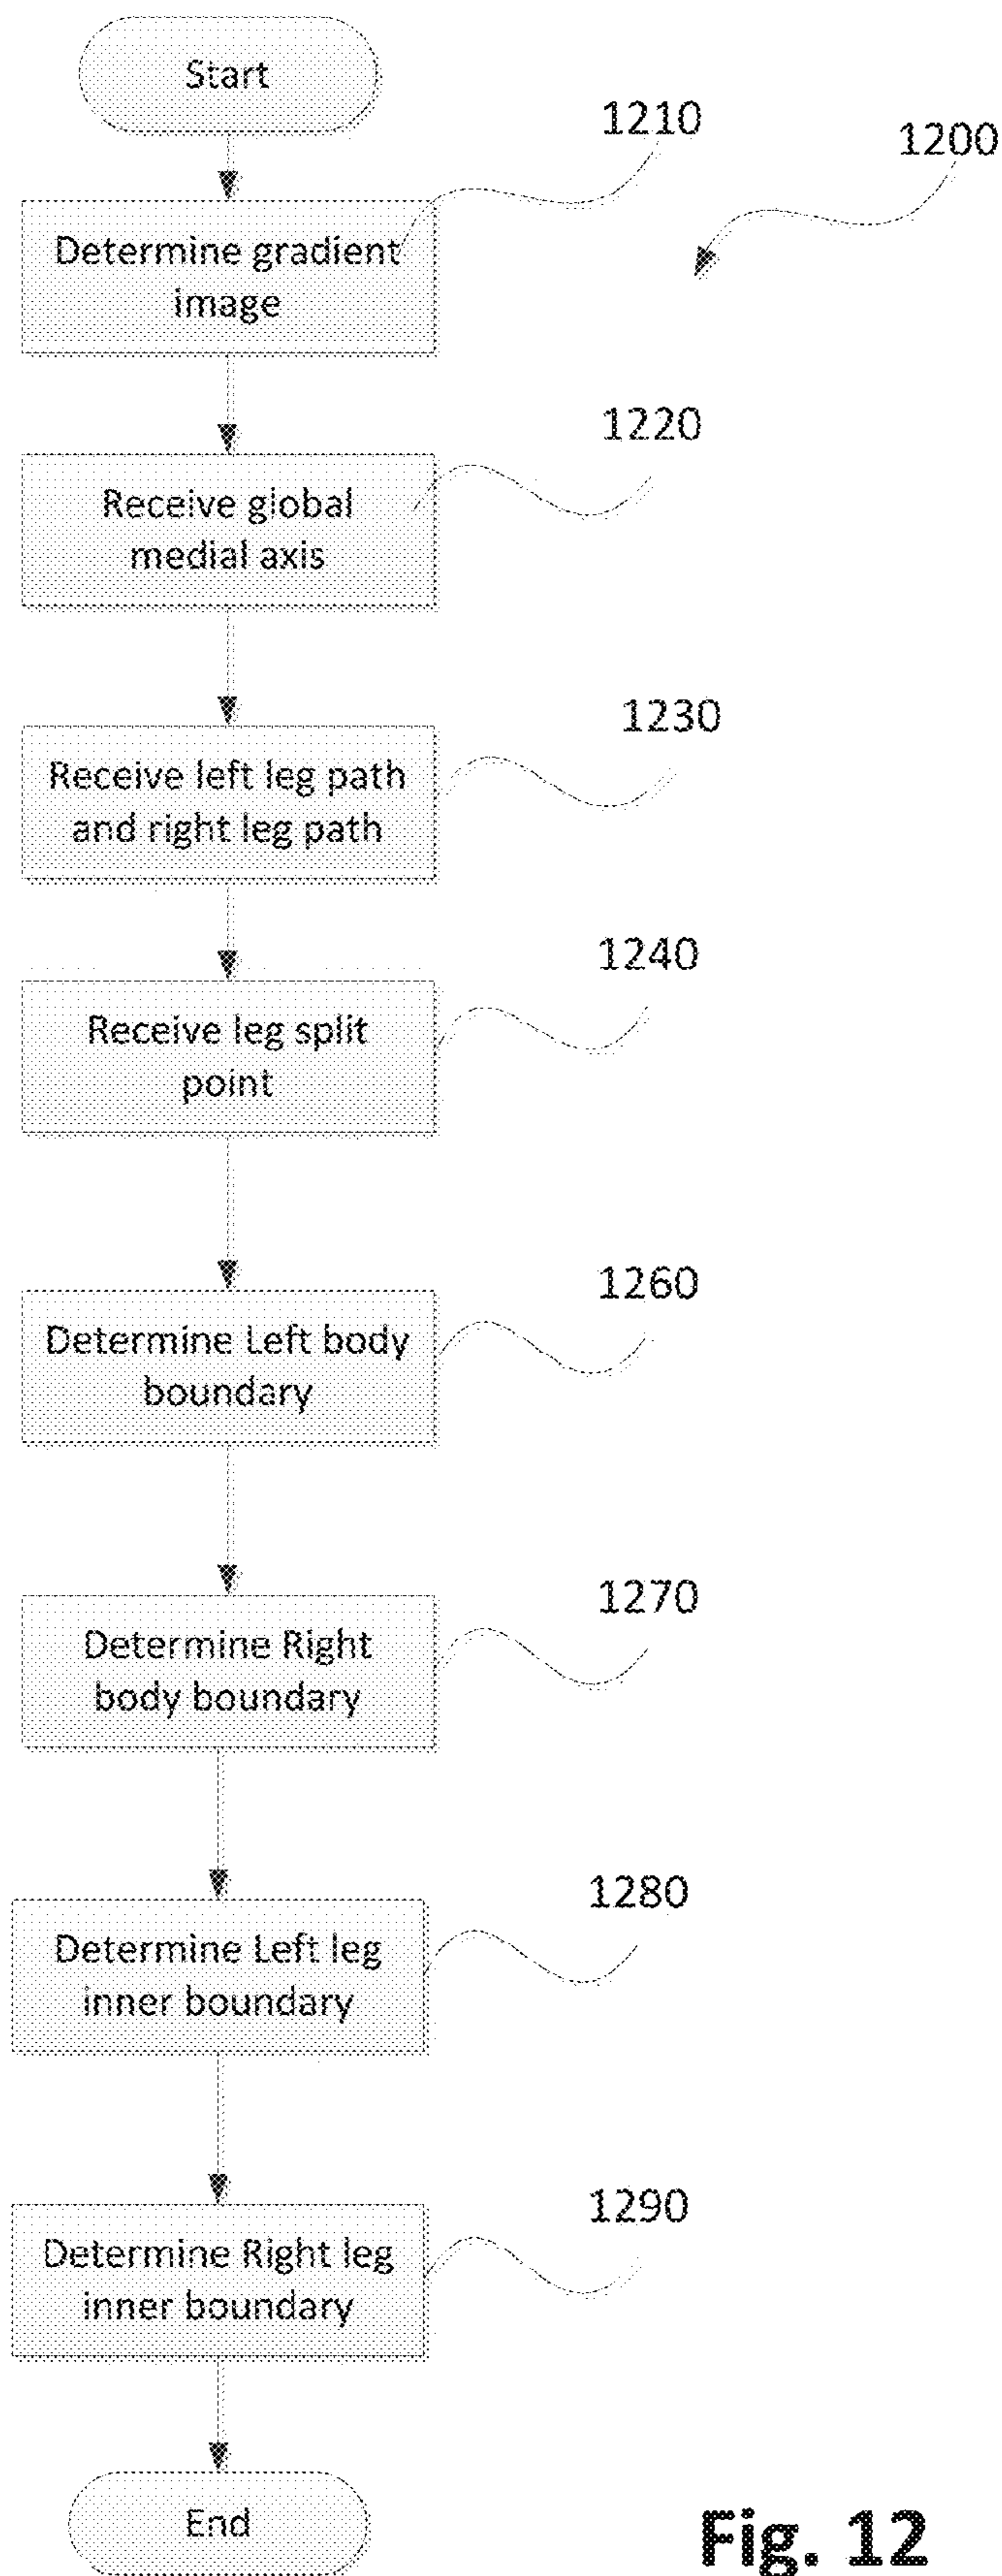 Start
1210
1200
Determine gradient
image
1220
Receive global
medial axis
1230
Receive left leg path
and right leg path
1240
Receive leg split
point
1260
Determine Left body
boundary
1270
Determine Right
body boundary
1280
Determine Left leg
inner boundary
1290
Determine Right leg
inner boundary
End
Fig. 12